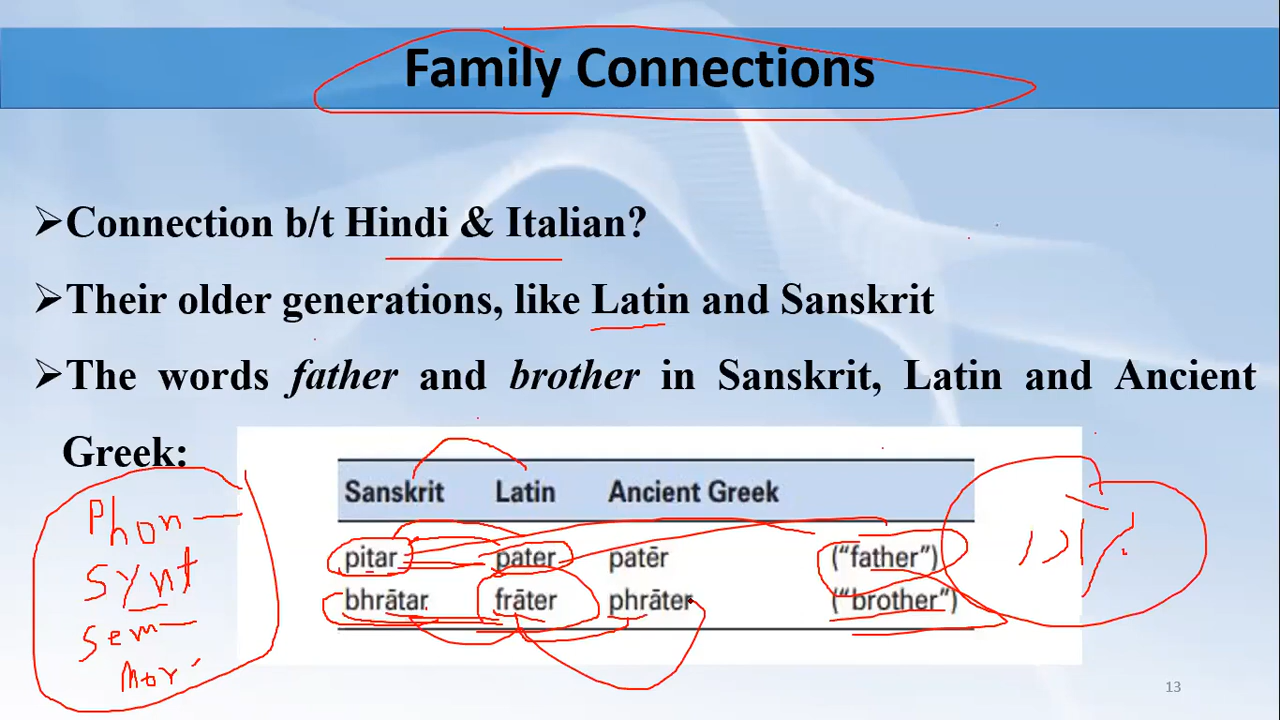 Family Connections
➢Connection b/t Hindi & Italian?
➢Their older generations, like Latin and Sanskrit
➢The words father and brother in Sanskrit, Latin and Ancient
Greek:
Sanskrit Latin Ancient Greek
pitar pater patēr ("father")
bhrātar frāter phrāter ("brother")
Phon
Synt
Sem
Mor
13